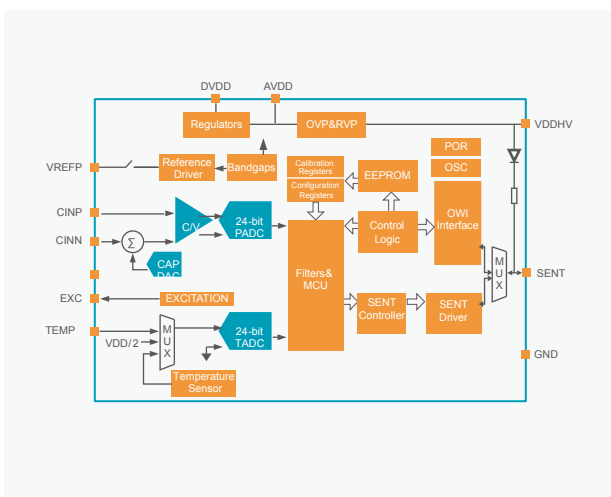 DVDD
AVDD
Regulators
OVP&RVP
VDDHV
POR
OSC
VREFP
Reference
Driver
Bandgaps
Calibration
Registers
Configuration
Registers
EEPROM
CINP
CINN
Σ
C/V
24-bit
PADC
CAP
DAC
Control
Logic
OWI
Interface
Filters&
MCU
M
U
X
SENT
EXC
EXCITATION
SENT
Controller
SENT
Driver
TEMP
VDD/2
M
U
X
24-bit
TADC
Temperature
Sensor
GND